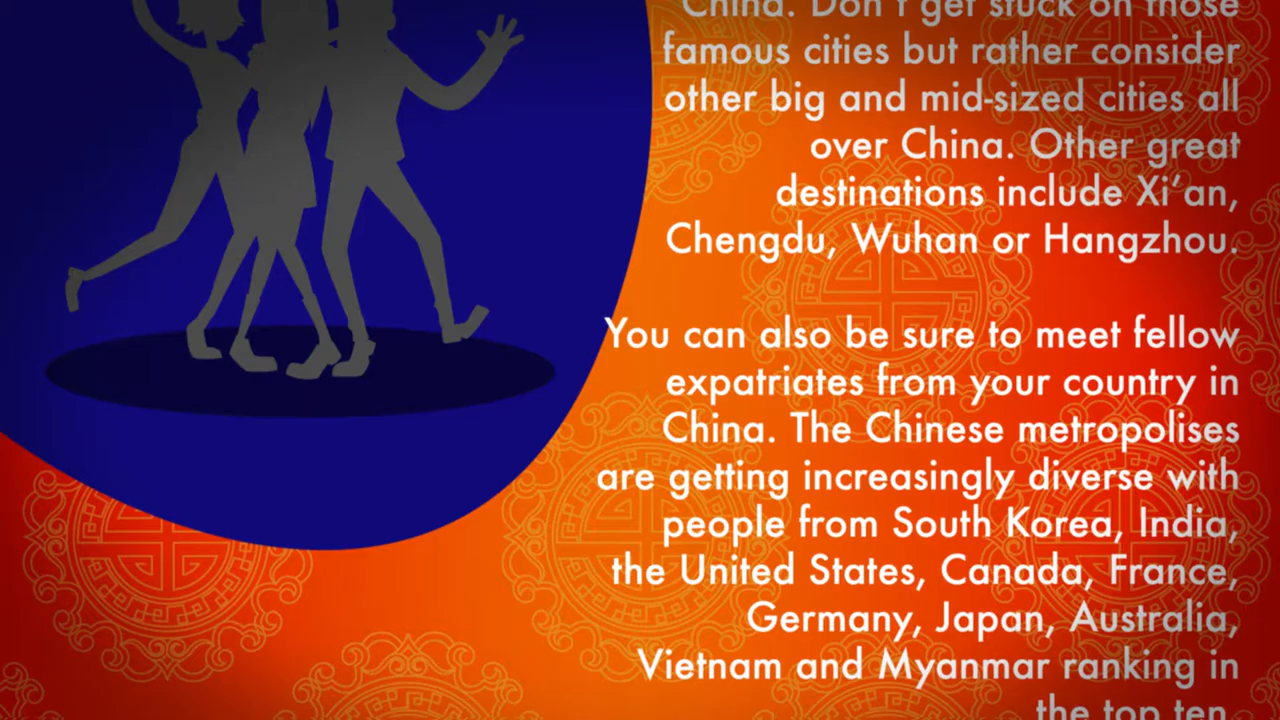 China. Don't get stuck on those
famous cities but rather consider
other big and mid-sized cities all
over China. Other great
destinations include Xi'an,
Chengdu, Wuhan or Hangzhou.
You can also be sure to meet fellow
expatriates from your country in
China. The Chinese metropolises
are getting increasingly diverse with
people from South Korea, India,
the United States, Canada, France,
Germany, Japan, Australia,
Vietnam and Myanmar ranking in
the top ten.